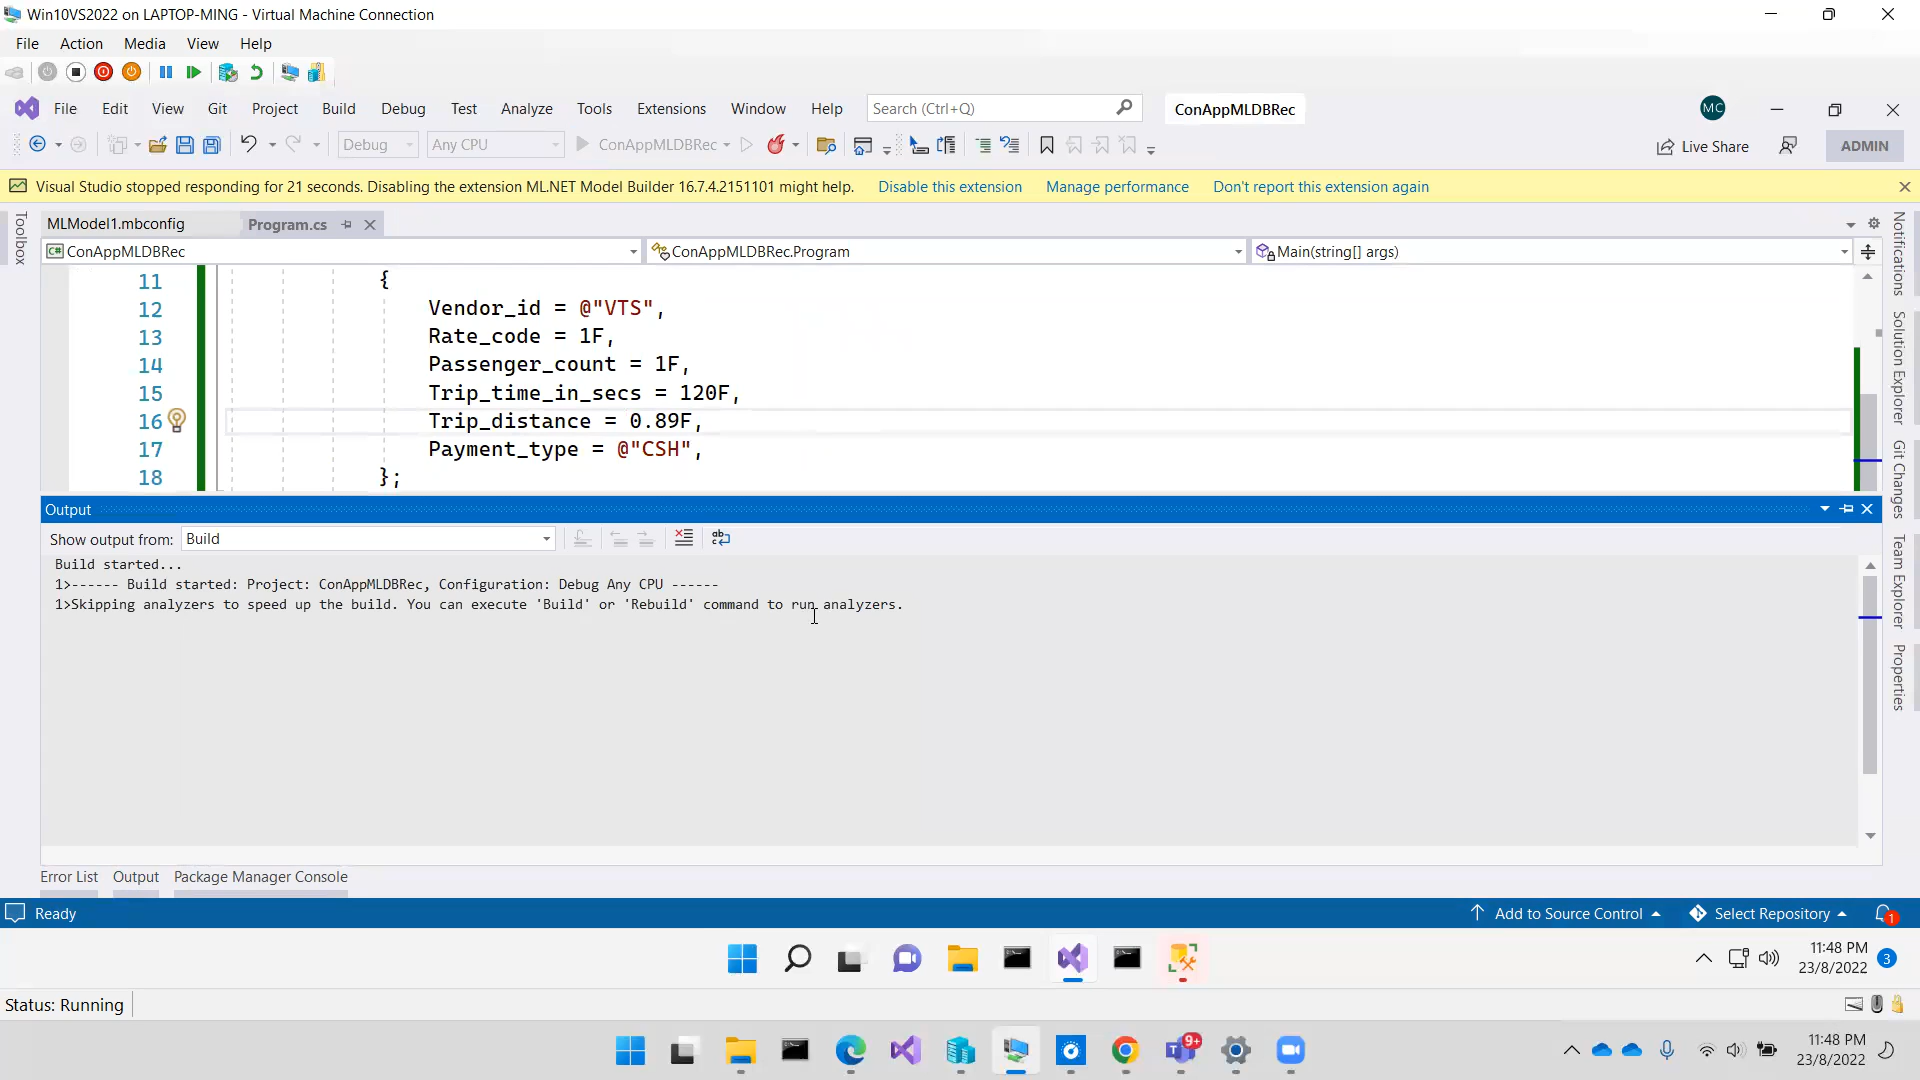 Win10VS2022 on LAPTOP-MING - Virtual Machine Connection
File Action Media View Help
File Edit View Git Project Build Debug Test Analyze Tools Extensions Window Help Search (Ctrl+Q) ConAppMLDBRec MC
Debug Any CPU ConAppMLDBRec Live Share ADMIN
Visual Studio stopped responding for 21 seconds. Disabling the extension ML.NET Model Builder 16.7.4.2151101 might help. Disable this extension Manage performance Don't report this extension again
MLModel1.mbconfig Program.cs
C# ConAppMLDBRec ConAppMLDBRec.Program Main(string[] args)
11 {
12 Vendor_id = @"VTS",
13 Rate_code = 1F,
14 Passenger_count = 1F,
15 Trip_time_in_secs = 120F,
16 Trip_distance = 0.89F,
17 Payment_type = @"CSH",
18 };
Output
Show output from: Build
Build started...
1>------ Build started: Project: ConAppMLDBRec, Configuration: Debug Any CPU ------
1>Skipping analyzers to speed up the build. You can execute 'Build' or 'Rebuild' command to run analyzers.
Error List Output Package Manager Console
Ready Add to Source Control Select Repository 1
Toolbox
Notifications
Solution Explorer
Git Changes
Team Explorer
Properties
11:48 PM
23/8/2022 3
Status: Running
9+
11:48 PM
23/8/2022